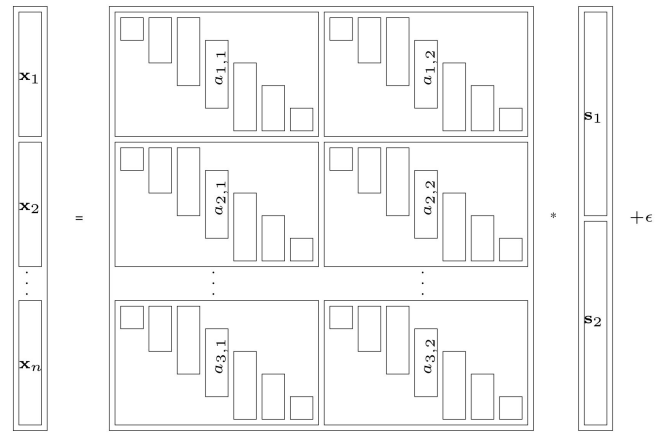 x₁
a₁,₁
a₁,₂
s₁
x₂
=
a₂,₁
a₂,₂
*
+ϵ
⋮
⋮
⋮
s₂
xₙ
a₃,₁
a₃,₂